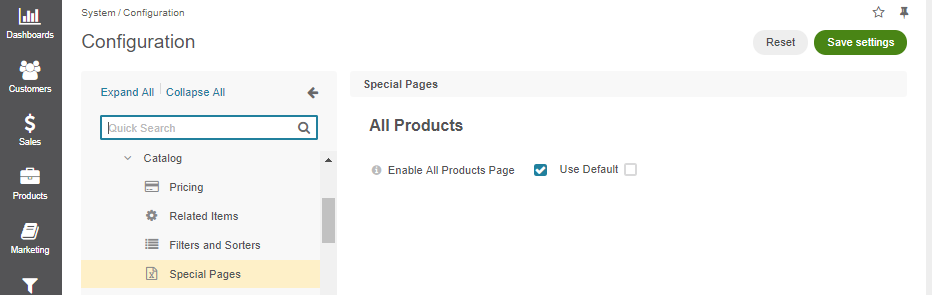 Dashboards
Customers
Sales
Products
Marketing
System / Configuration
Configuration
Reset
Save settings
Expand All
Collapse All
Quick Search
Catalog
Pricing
Related Items
Filters and Sorters
Special Pages
Special Pages
All Products
Enable All Products Page
Use Default